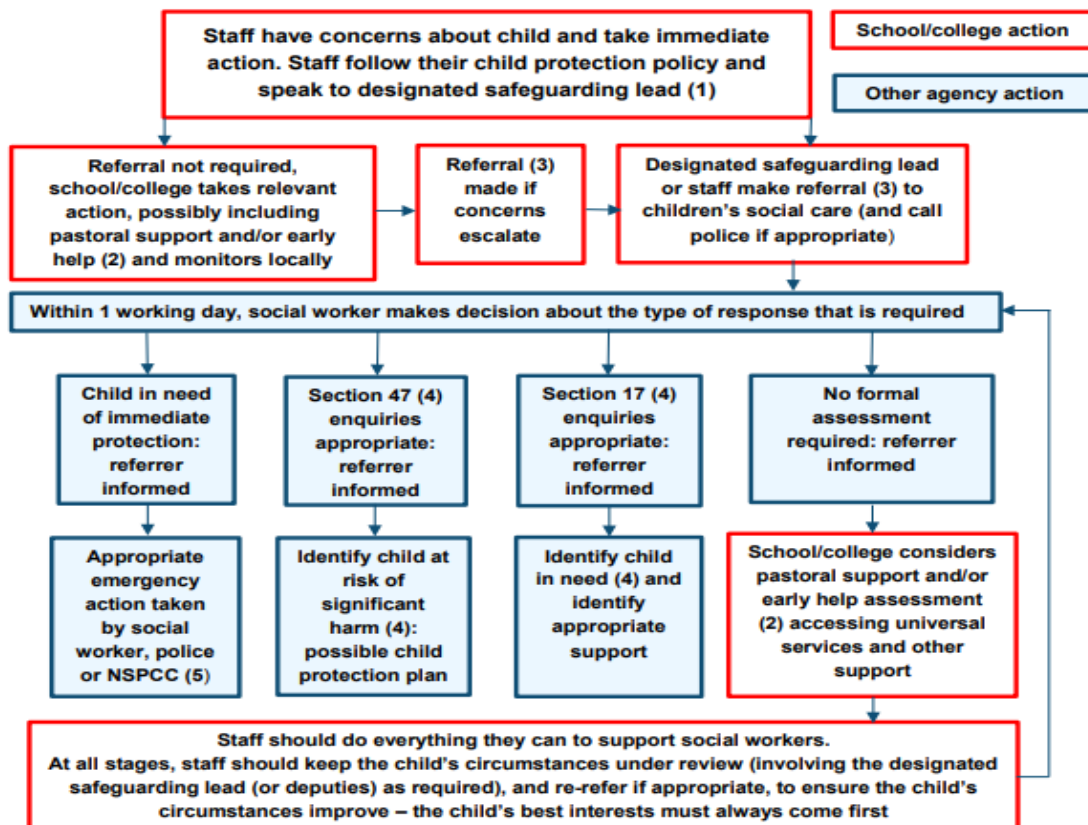 Staff have concerns about child and take immediate
action. Staff follow their child protection policy and
speak to designated safeguarding lead (1)
School/college action
Other agency action
Referral not required,
school/college takes relevant
action, possibly including
pastoral support and/or early
help (2) and monitors locally
Referral (3)
made if
concerns
escalate
Designated safeguarding lead
or staff make referral (3) to
children's social care (and call
police if appropriate)
Within 1 working day, social worker makes decision about the type of response that is required
Child in need
of immediate
protection:
referrer
informed
Section 47 (4)
enquiries
appropriate:
referrer
informed
Section 17 (4)
enquiries
appropriate:
referrer
informed
No formal
assessment
required: referrer
informed
Appropriate
emergency
action taken
by social
worker, police
or NSPCC (5)
Identify child at
risk of
significant
harm (4):
possible child
protection plan
Identify child
in need (4) and
identify
appropriate
support
School/college considers
pastoral support and/or
early help assessment
(2) accessing universal
services and other
support
Staff should do everything they can to support social workers.
At all stages, staff should keep the child's circumstances under review (involving the designated
safeguarding lead (or deputies) as required), and re-refer if appropriate, to ensure the child's
circumstances improve – the child's best interests must always come first